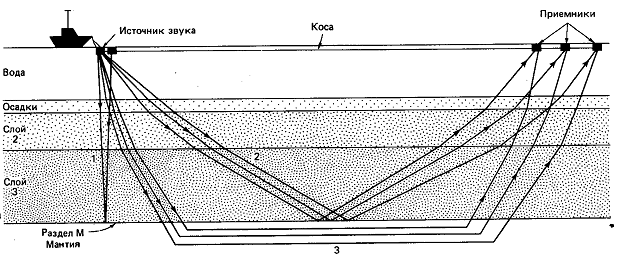 Источник звука
Коса
Приемники
Вода
Осадки
Слой
2
1
2
Слой
3
Раздел М
Мантия
3